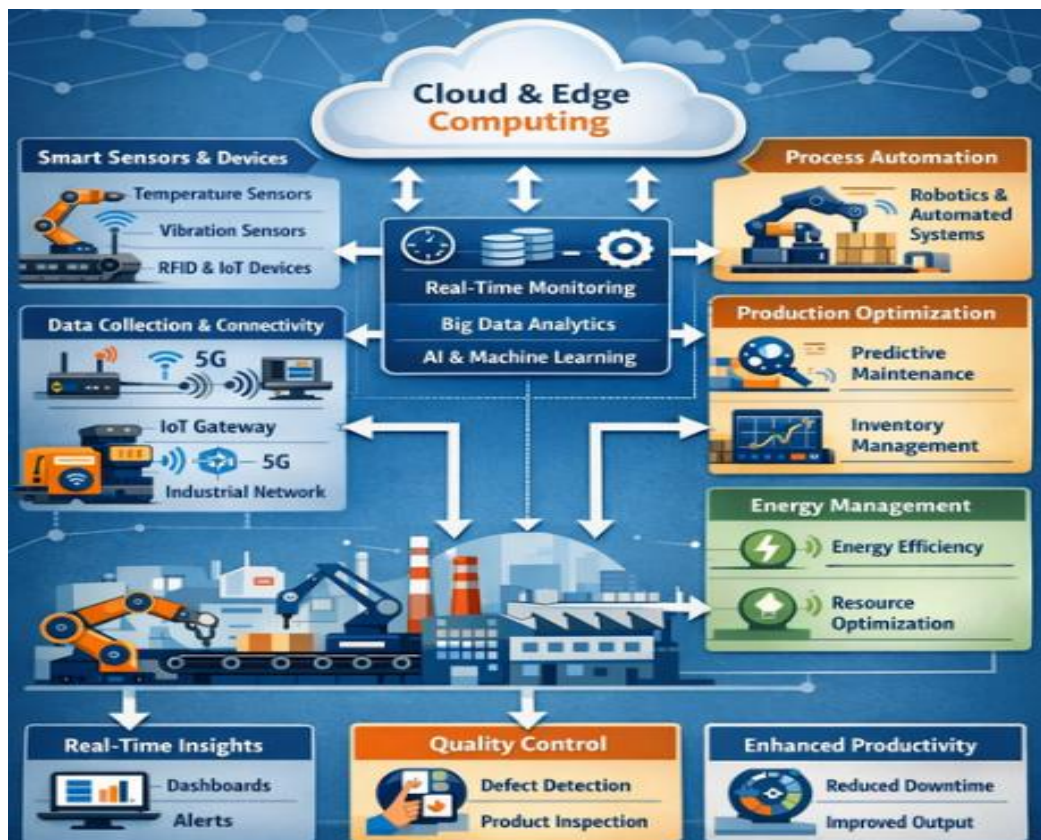 Cloud & Edge
Computing
Smart Sensors & Devices
Temperature Sensors
Vibration Sensors
RFID & IoT Devices
Process Automation
Robotics &
Automated
Systems
Real-Time Monitoring
Big Data Analytics
AI & Machine Learning
Data Collection & Connectivity
5G
IoT Gateway
5G
Industrial Network
Production Optimization
Predictive
Maintenance
Inventory
Management
Energy Management
Energy Efficiency
Resource
Optimization
Real-Time Insights
Dashboards
Alerts
Quality Control
Defect Detection
Product Inspection
Enhanced Productivity
Reduced Downtime
Improved Output